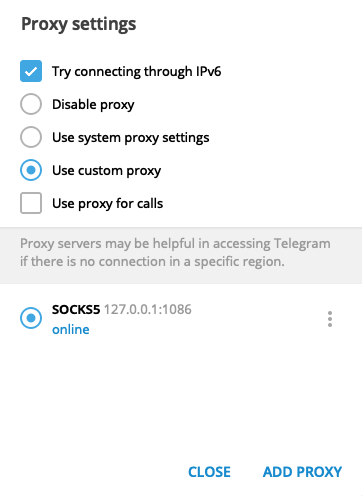 Proxy settings
Try connecting through IPv6
Disable proxy
Use system proxy settings
Use custom proxy
Use proxy for calls
Proxy servers may be helpful in accessing Telegram
if there is no connection in a specific region.
SOCKS5 127.0.0.1:1086
online
CLOSE ADD PROXY